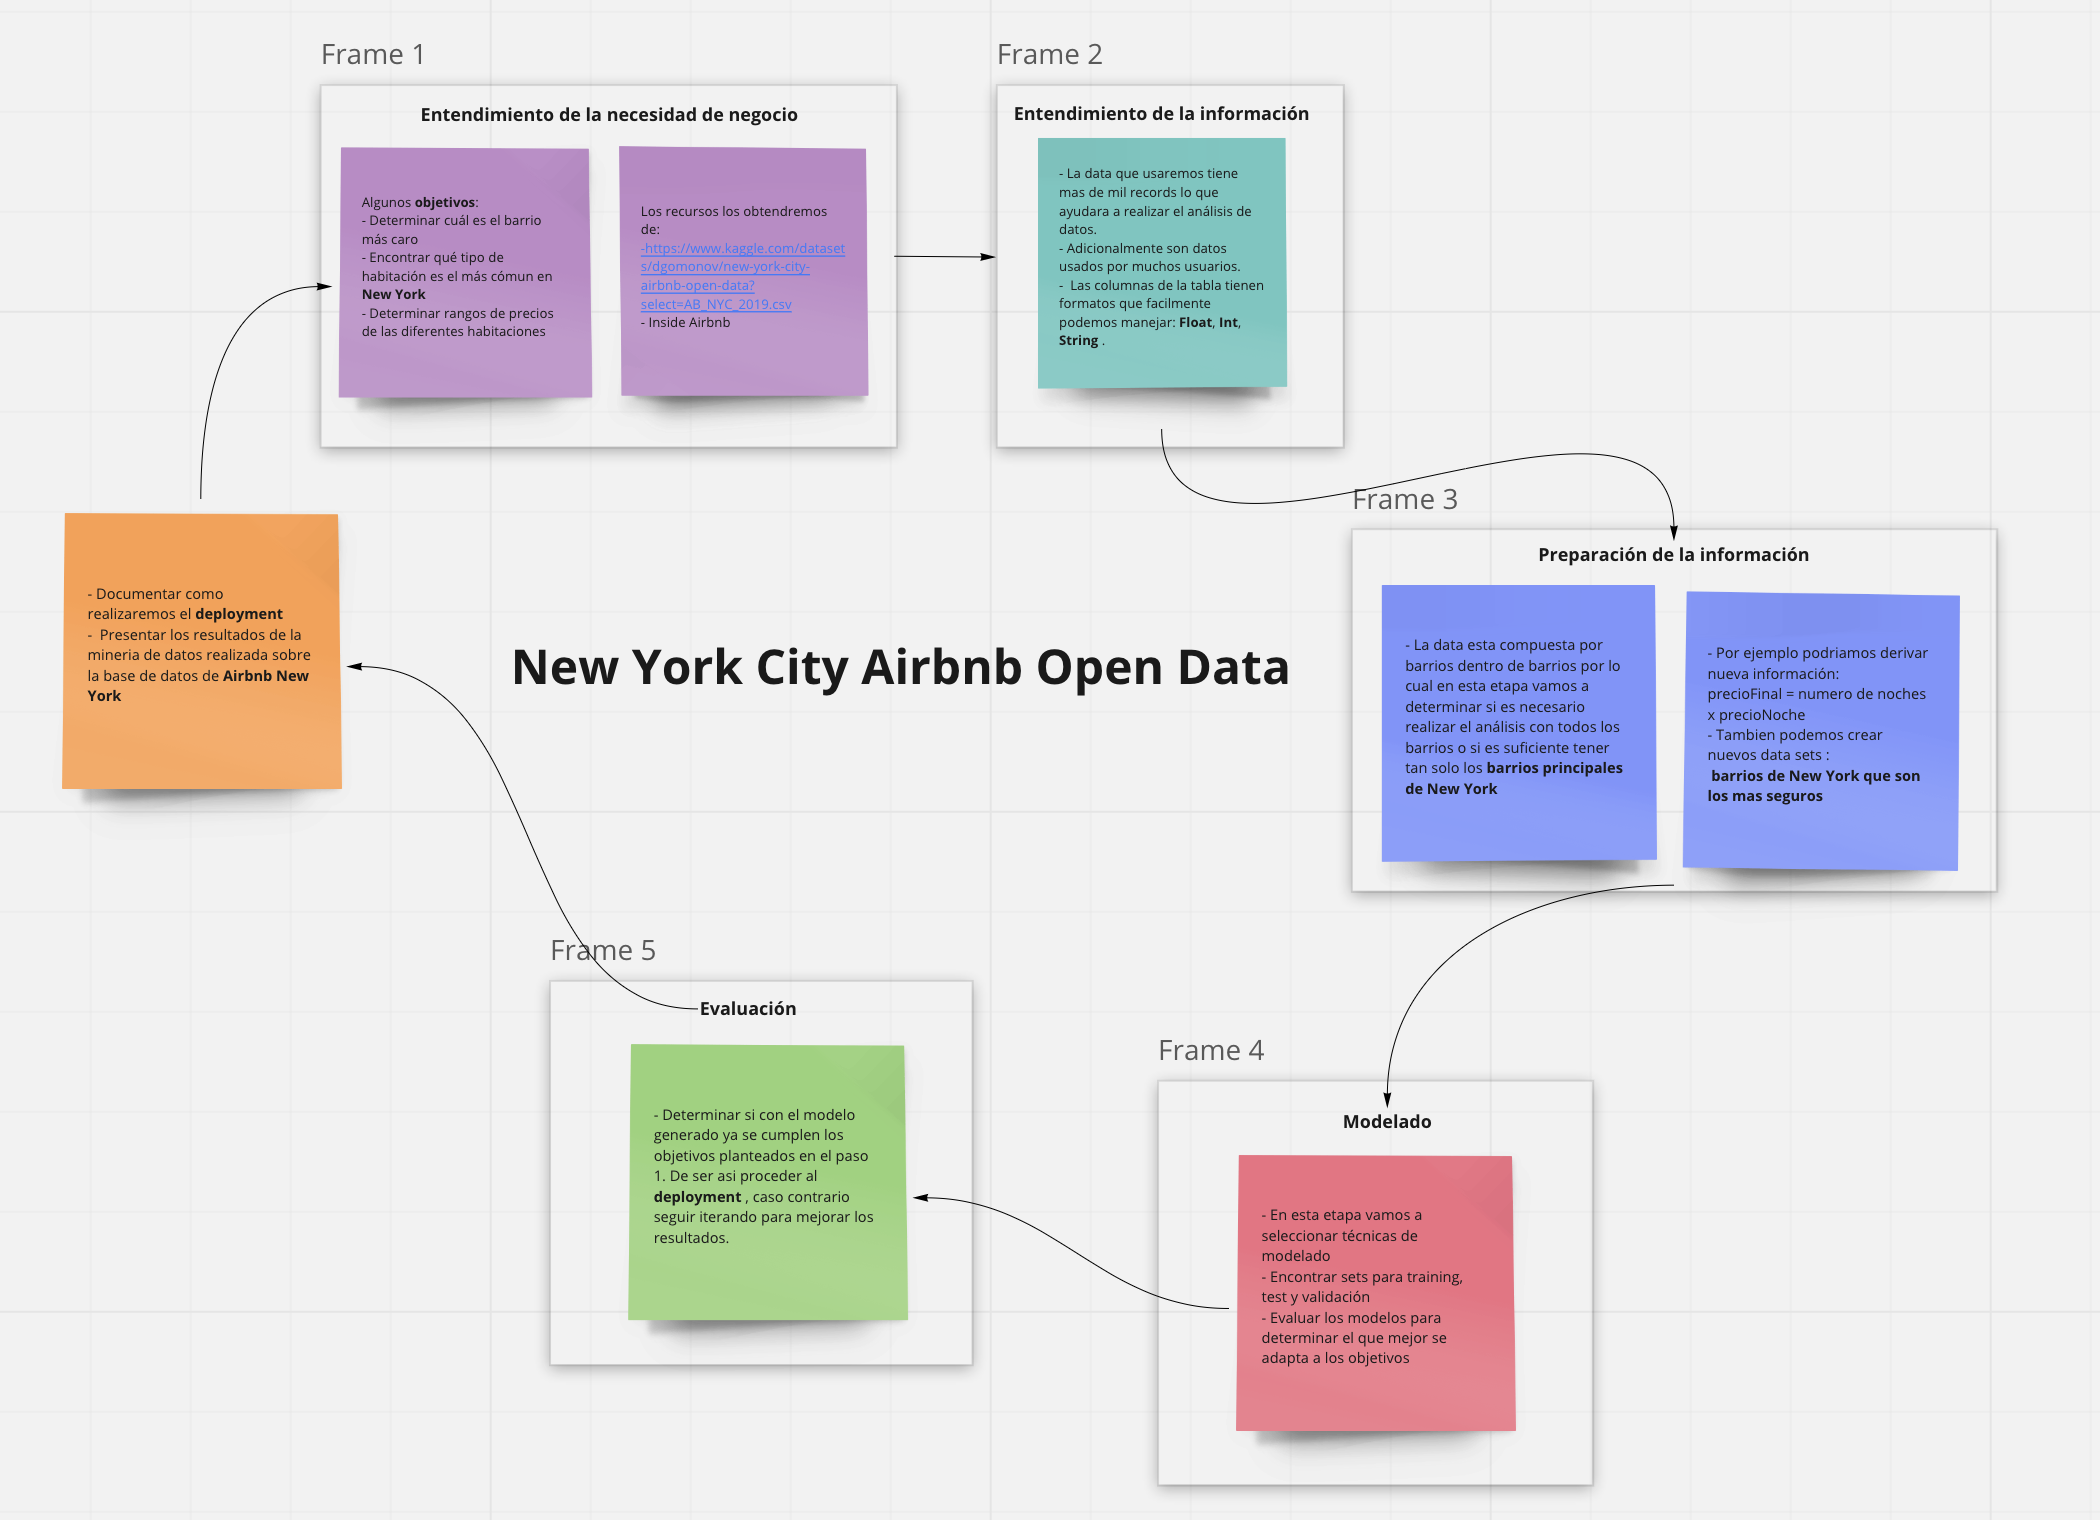 Frame 1
Entendimiento de la necesidad de negocio
Algunos objetivos:
- Determinar cuál es el barrio
más caro
- Encontrar qué tipo de
habitación es el más cómun en
New York
- Determinar rangos de precios
de las diferentes habitaciones
Los recursos los obtendremos
de:
-https://www.kaggle.com/dataset
s/dgomonov/new-york-city-
airbnb-open-data?
select=AB_NYC_2019.csv
- Inside Airbnb
Frame 2
Entendimiento de la información
- La data que usaremos tiene
mas de mil records lo que
ayudara a realizar el análisis de
datos.
- Adicionalmente son datos
usados por muchos usuarios.
- Las columnas de la tabla tienen
formatos que facilmente
podemos manejar: Float, Int,
String .
Frame 3
Preparación de la información
- La data esta compuesta por
barrios dentro de barrios por lo
cual en esta etapa vamos a
determinar si es necesario
realizar el análisis con todos los
barrios o si es suficiente tener
tan solo los barrios principales
de New York
- Por ejemplo podriamos derivar
nueva información:
precioFinal = numero de noches
x precioNoche
- Tambien podemos crear
nuevos data sets :
barrios de New York que son
los mas seguros
New York City Airbnb Open Data
- Documentar como
realizaremos el deployment
- Presentar los resultados de la
mineria de datos realizada sobre
la base de datos de Airbnb New
York
Frame 5
Evaluación
- Determinar si con el modelo
generado ya se cumplen los
objetivos planteados en el paso
1. De ser asi proceder al
deployment , caso contrario
seguir iterando para mejorar los
resultados.
Frame 4
Modelado
- En esta etapa vamos a
seleccionar técnicas de
modelado
- Encontrar sets para training,
test y validación
- Evaluar los modelos para
determinar el que mejor se
adapta a los objetivos